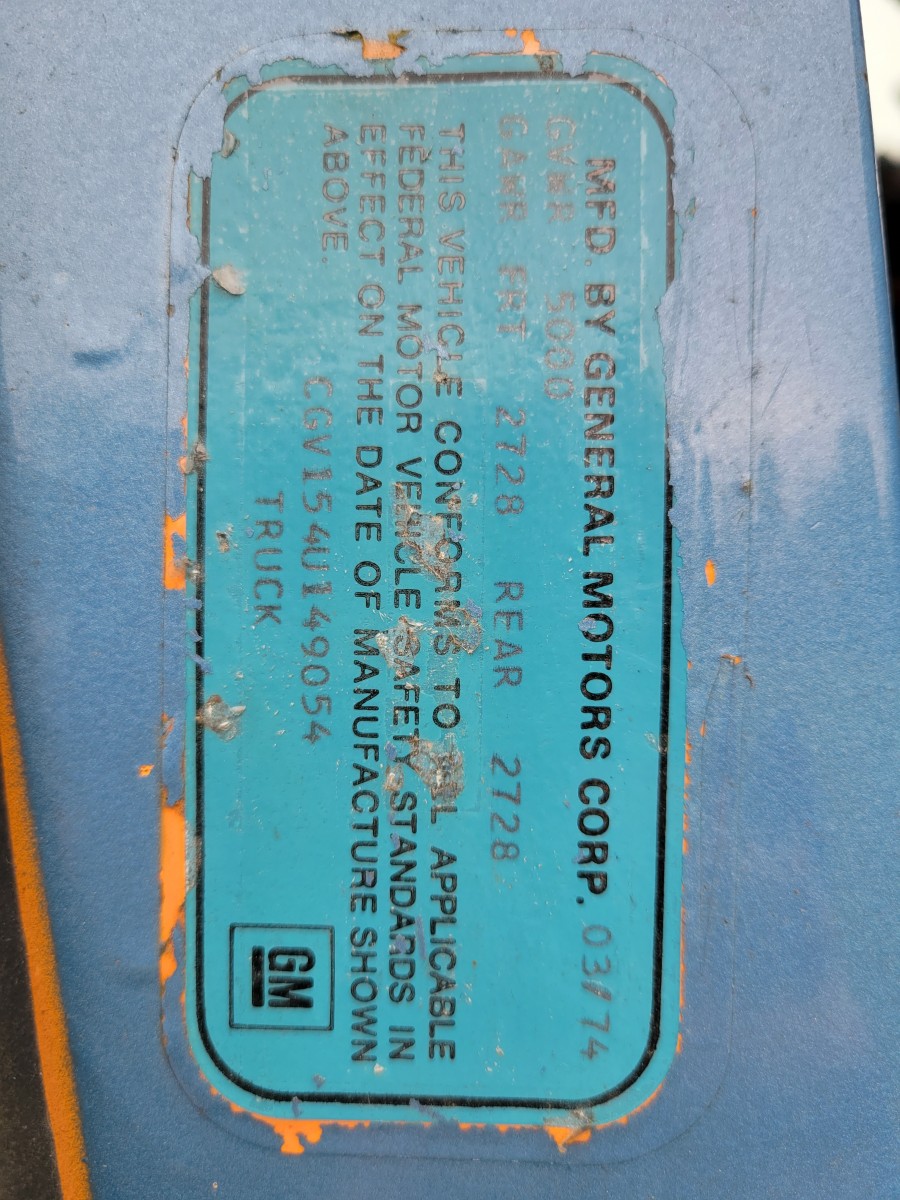 MFD. BY GENERAL MOTORS CORP. 03/74
GVWR 5000
GAWR FRT 2728 REAR 2728
THIS VEHICLE CONFORMS TO ALL APPLICABLE
FEDERAL MOTOR VEHICLE SAFETY STANDARDS IN
EFFECT ON THE DATE OF MANUFACTURE SHOWN
ABOVE.
CGV154U149054
TRUCK
GM